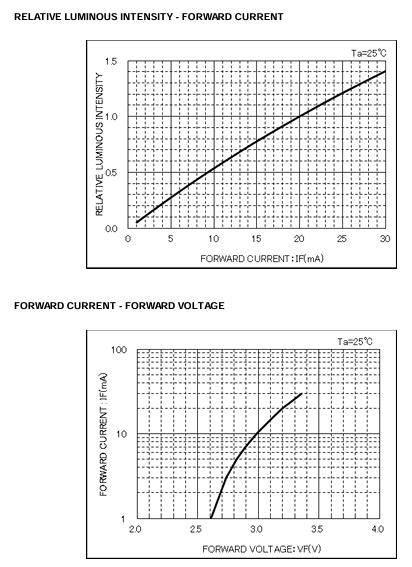 RELATIVE LUMINOUS INTENSITY - FORWARD CURRENT
Ta=25℃
RELATIVE LUMINOUS INTENSITY
1.5
1.0
0.5
0.0
0 5 10 15 20 25 30
FORWARD CURRENT:IF(mA)
FORWARD CURRENT - FORWARD VOLTAGE
Ta=25℃
FORWARD CURRENT:IF(mA)
100
10
1
2.0 2.5 3.0 3.5 4.0
FORWARD VOLTAGE:VF(V)